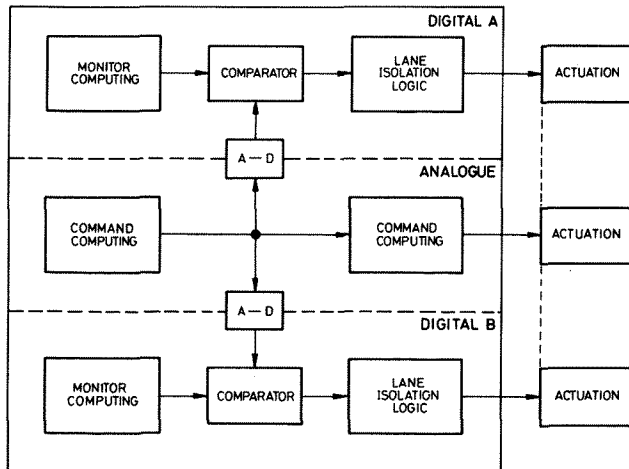 DIGITAL A
MONITOR
COMPUTING
COMPARATOR
LANE
ISOLATION
LOGIC
ACTUATION
A — D
ANALOGUE
COMMAND
COMPUTING
COMMAND
COMPUTING
ACTUATION
A — D
DIGITAL B
MONITOR
COMPUTING
COMPARATOR
LANE
ISOLATION
LOGIC
ACTUATION